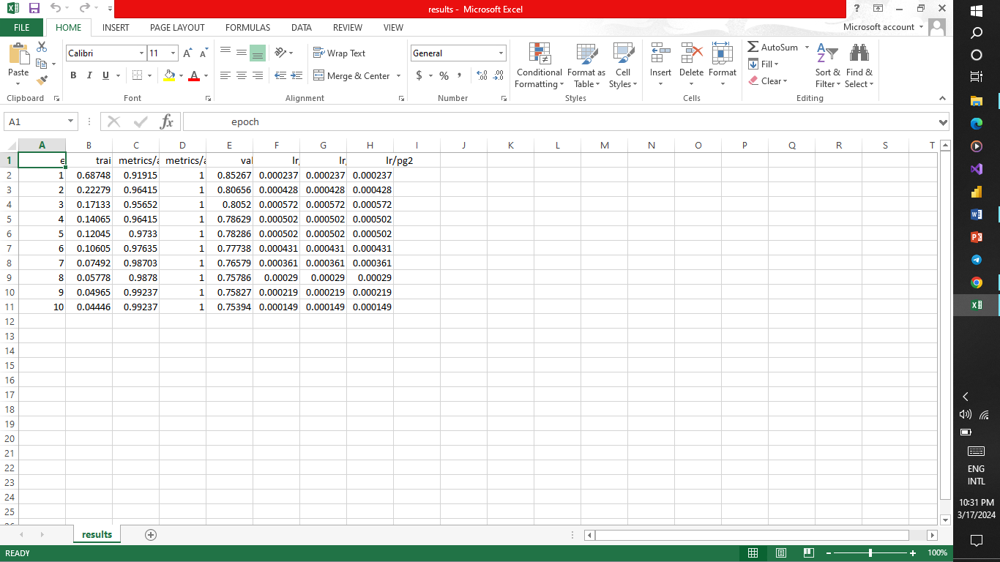 results - Microsoft Excel
FILE HOME INSERT PAGE LAYOUT FORMULAS DATA REVIEW VIEW Microsoft account
Calibri 11 Wrap Text General AutoSum
Paste Conditional Format as Cell Insert Delete Format Fill Sort & Find &
B I U Merge & Center $ % Formatting Table Styles Clear Filter Select
Clipboard Font Alignment Number Styles Cells Editing
A1 fx epoch
A B C D E F G H I J K L M N O P Q R S T
1 e trai metrics/a metrics/a val lr/ lr/ lr/pg2
2 1 0.68748 0.91915 1 0.85267 0.000237 0.000237 0.000237
3 2 0.22279 0.96415 1 0.80656 0.000428 0.000428 0.000428
4 3 0.17133 0.95652 1 0.8052 0.000572 0.000572 0.000572
5 4 0.14065 0.96415 1 0.78629 0.000502 0.000502 0.000502
6 5 0.12045 0.9733 1 0.78286 0.000502 0.000502 0.000502
7 6 0.10605 0.97635 1 0.77738 0.000431 0.000431 0.000431
8 7 0.07492 0.98703 1 0.76579 0.000361 0.000361 0.000361
9 8 0.05778 0.9878 1 0.75786 0.00029 0.00029 0.00029
10 9 0.04965 0.99237 1 0.75827 0.000219 0.000219 0.000219
11 10 0.04446 0.99237 1 0.75394 0.000149 0.000149 0.000149
12
13
14
15
16
17
18
19
20
21
22
23
24
25
results
READY 100%
ENG
INTL
10:31 PM
3/17/2024